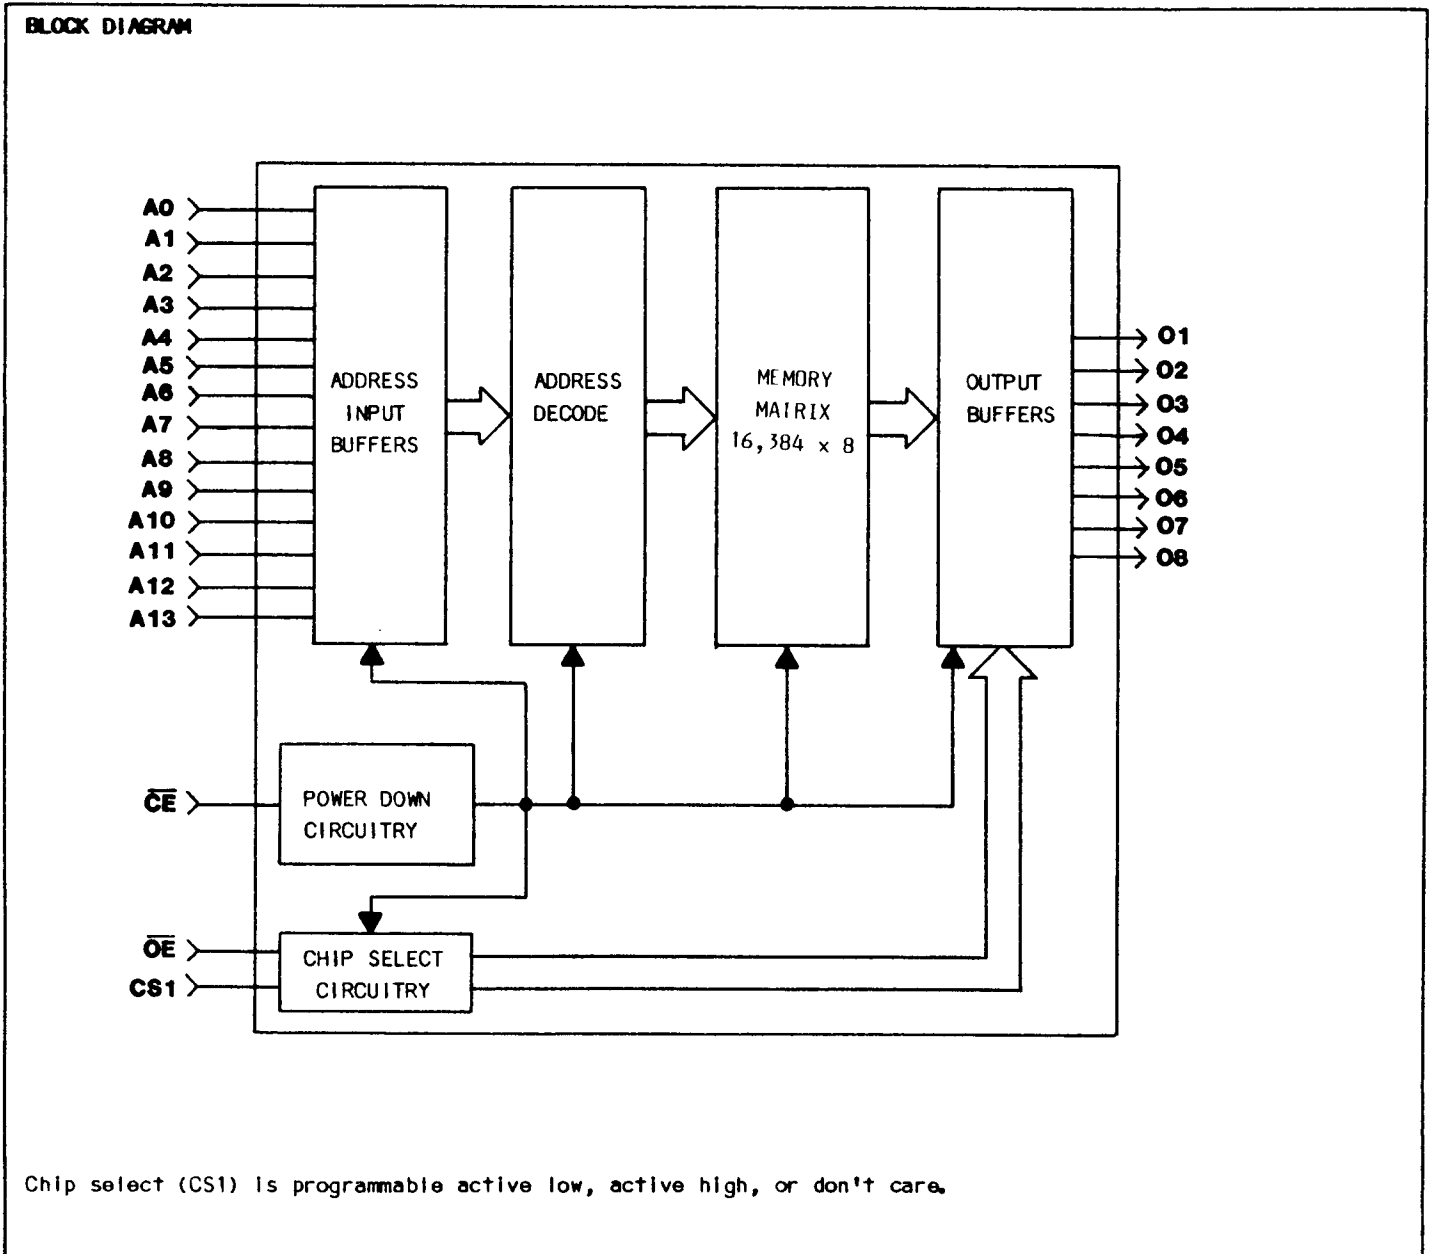 BLOCK DIAGRAM
A0
A1
A2
A3
A4
A5
A6
A7
A8
A9
A10
A11
A12
A13
ADDRESS
INPUT
BUFFERS
ADDRESS
DECODE
MEMORY
MATRIX
16,384 x 8
OUTPUT
BUFFERS
O1
O2
O3
O4
O5
O6
O7
O8
C̅E̅
POWER DOWN
CIRCUITRY
O̅E̅
CS1
CHIP SELECT
CIRCUITRY
Chip select (CS1) is programmable active low, active high, or don't care.